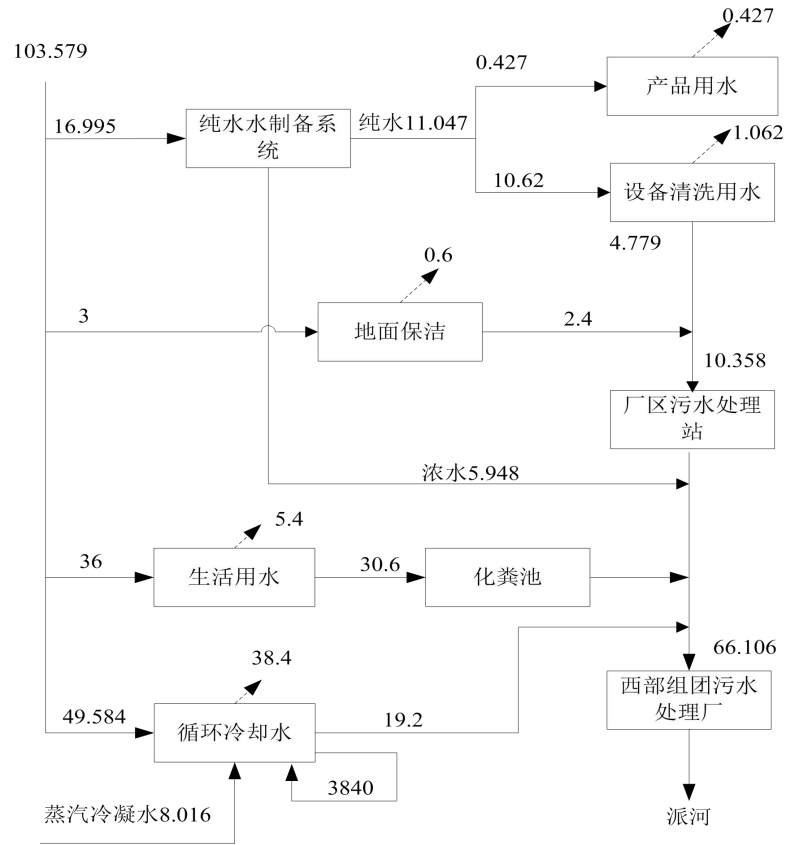 0.427
103.579
0.427
产品用水
16.995
纯水水制备系
统
纯水11.047
1.062
10.62
设备清洗用水
4.779
0.6
3
地面保洁
2.4
10.358
厂区污水处理
站
浓水5.948
5.4
36
生活用水
30.6
化粪池
66.106
38.4
西部组团污水
处理厂
49.584
循环冷却水
19.2
3840
蒸汽冷凝水8.016
派河